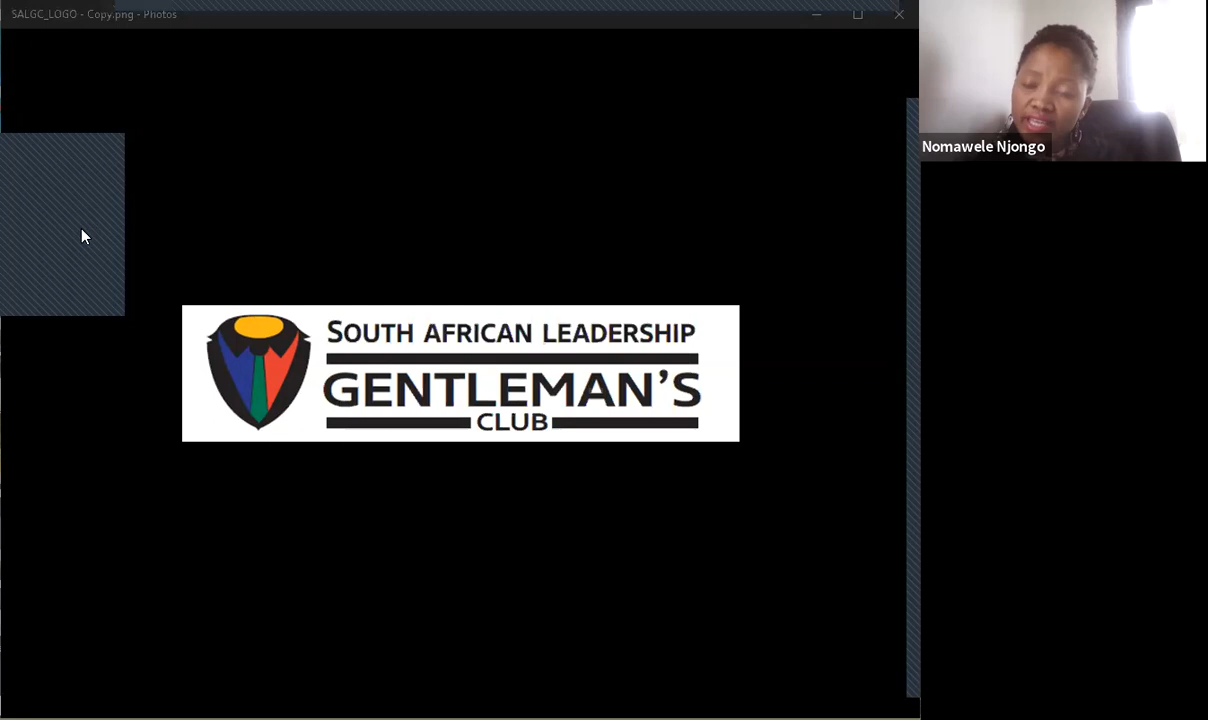 SALGC_LOGO - Copy.png - Photos
SOUTH AFRICAN LEADERSHIP
GENTLEMAN'S
CLUB
Nomawele Njongo